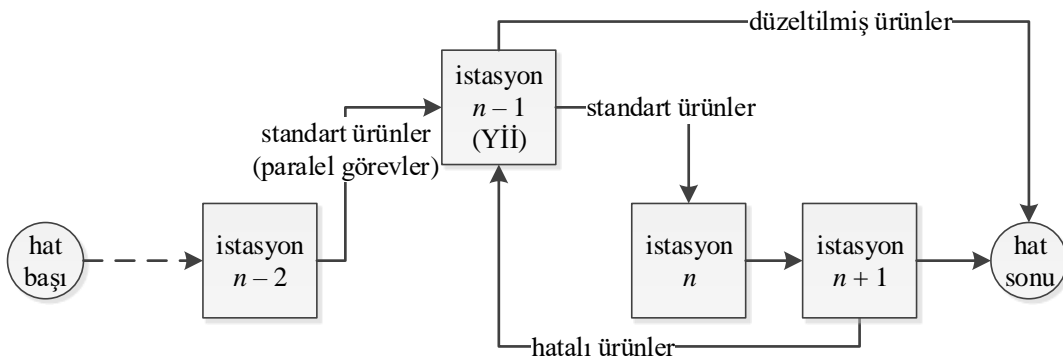 düzeltilmiş ürünler
istasyon
n – 1
(YİI)
standart ürünler
standart ürünler
(paralel görevler)
hat
başı
istasyon
n – 2
istasyon
n
istasyon
n + 1
hat
sonu
hatalı ürünler